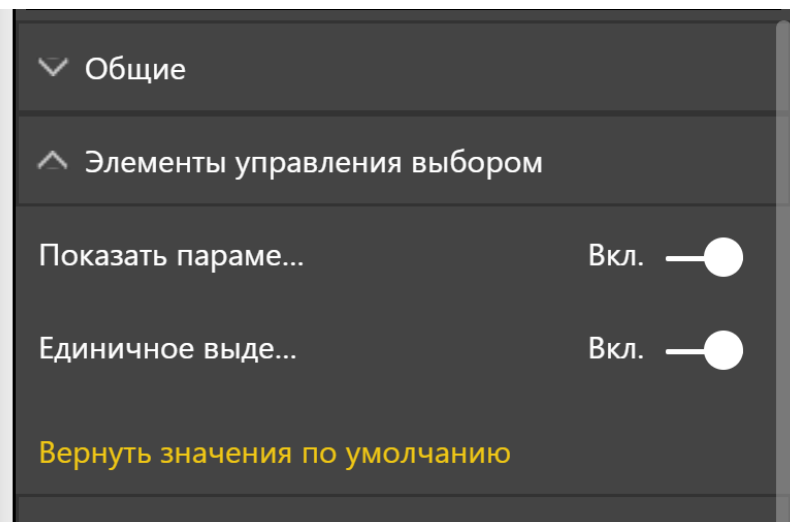 Общие
Элементы управления выбором
Показать параме... Вкл.
Единичное выде... Вкл.
Вернуть значения по умолчанию